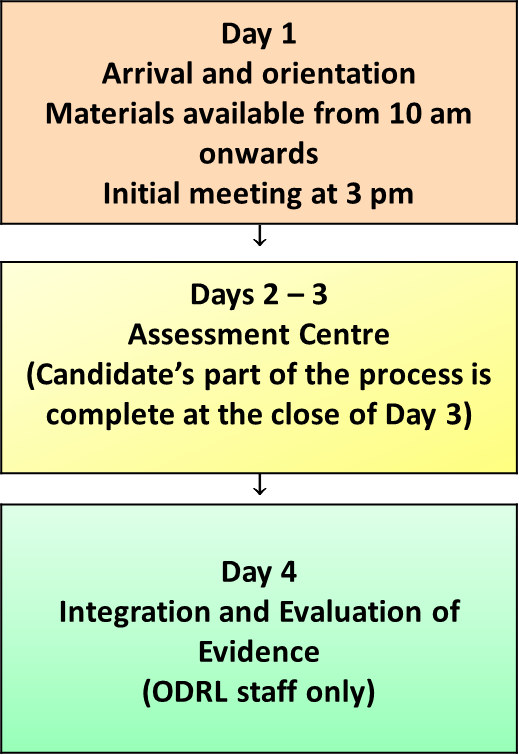 Day 1
Arrival and orientation
Materials available from 10 am
onwards
Initial meeting at 3 pm
Days 2 – 3
Assessment Centre
(Candidate’s part of the process is
complete at the close of Day 3)
Day 4
Integration and Evaluation of
Evidence
(ODRL staff only)